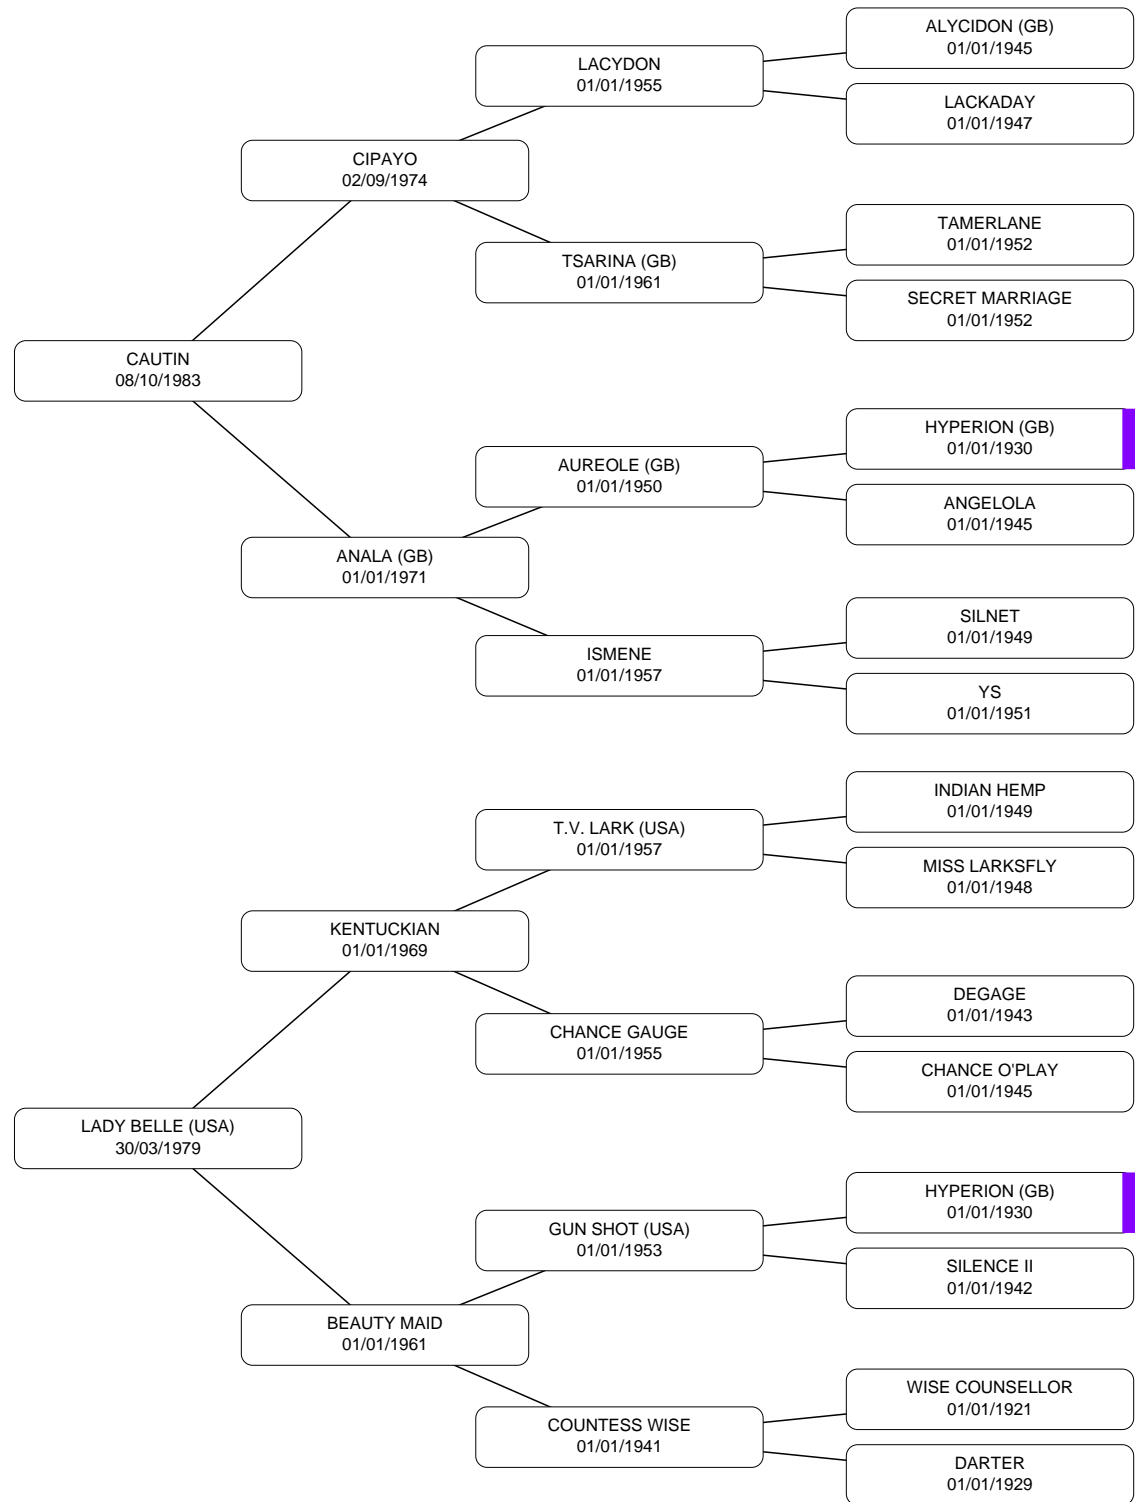 ALYCIDON (GB)
01/01/1945
LACYDON
01/01/1955
LACKADAY
01/01/1947
CIPAYO
02/09/1974
TAMERLANE
01/01/1952
TSARINA (GB)
01/01/1961
SECRET MARRIAGE
01/01/1952
CAUTIN
08/10/1983
HYPERION (GB)
01/01/1930
AUREOLE (GB)
01/01/1950
ANGELOLA
01/01/1945
ANALA (GB)
01/01/1971
SILNET
01/01/1949
ISMENE
01/01/1957
YS
01/01/1951
INDIAN HEMP
01/01/1949
T.V. LARK (USA)
01/01/1957
MISS LARKSFLY
01/01/1948
KENTUCKIAN
01/01/1969
DEGAGE
01/01/1943
CHANCE GAUGE
01/01/1955
CHANCE O'PLAY
01/01/1945
LADY BELLE (USA)
30/03/1979
HYPERION (GB)
01/01/1930
GUN SHOT (USA)
01/01/1953
SILENCE II
01/01/1942
BEAUTY MAID
01/01/1961
WISE COUNSELLOR
01/01/1921
COUNTESS WISE
01/01/1941
DARTER
01/01/1929